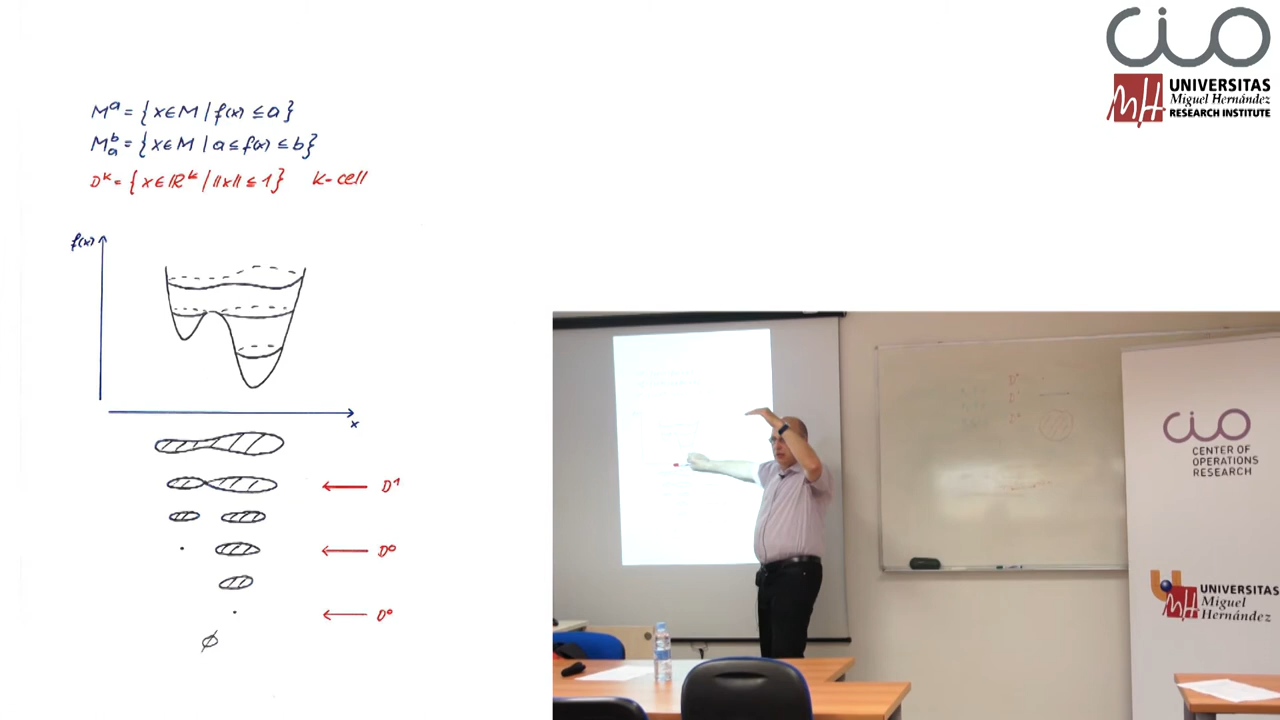 M^a = { x ∈ M | f(x) ≤ a }
M_a^b = { x ∈ M | a ≤ f(x) ≤ b }
D^k = { x ∈ ℝ^k | ||x|| ≤ 1 } K-cell
f(x)
x
D^1
D^0
D^0
∅
cio
UNIVERSITAS
Miguel Hernández
RESEARCH INSTITUTE
cio
CENTER OF
OPERATIONS
RESEARCH
UNIVERSITAS
Miguel
Hernández